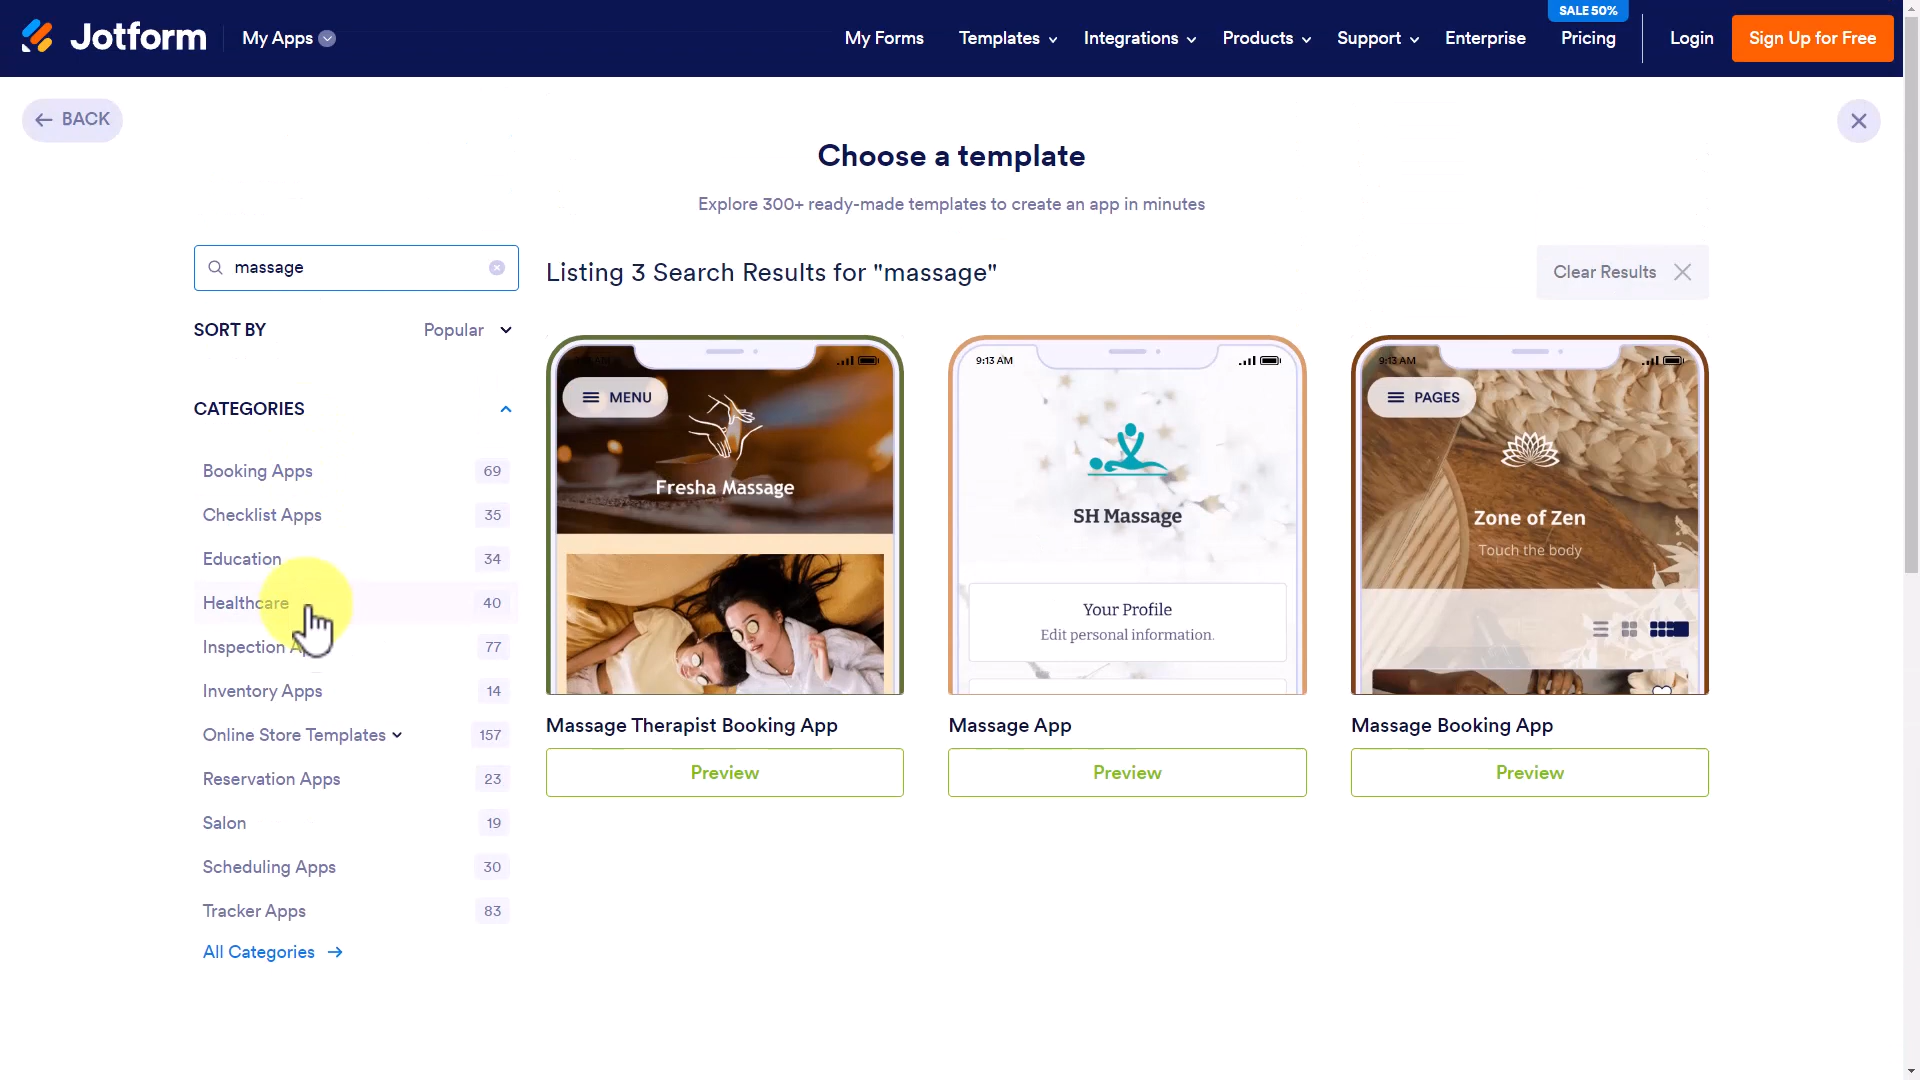 SALE 50%
Jotform
My Apps
My Forms
Templates
Integrations
Products
Support
Enterprise
Pricing
Login
Sign Up for Free
BACK
Choose a template
Explore 300+ ready-made templates to create an app in minutes
massage
Listing 3 Search Results for "massage"
Clear Results
SORT BY
Popular
CATEGORIES
Booking Apps 69
Checklist Apps 35
Education 34
Healthcare 40
Inspection Apps 77
Inventory Apps 14
Online Store Templates 157
Reservation Apps 23
Salon 19
Scheduling Apps 30
Tracker Apps 83
All Categories
MENU
Fresha Massage
Massage Therapist Booking App
Preview
9:13 AM
SH Massage
Your Profile
Edit personal information.
Massage App
Preview
9:13 AM
PAGES
Zone of Zen
Touch the body
Massage Booking App
Preview